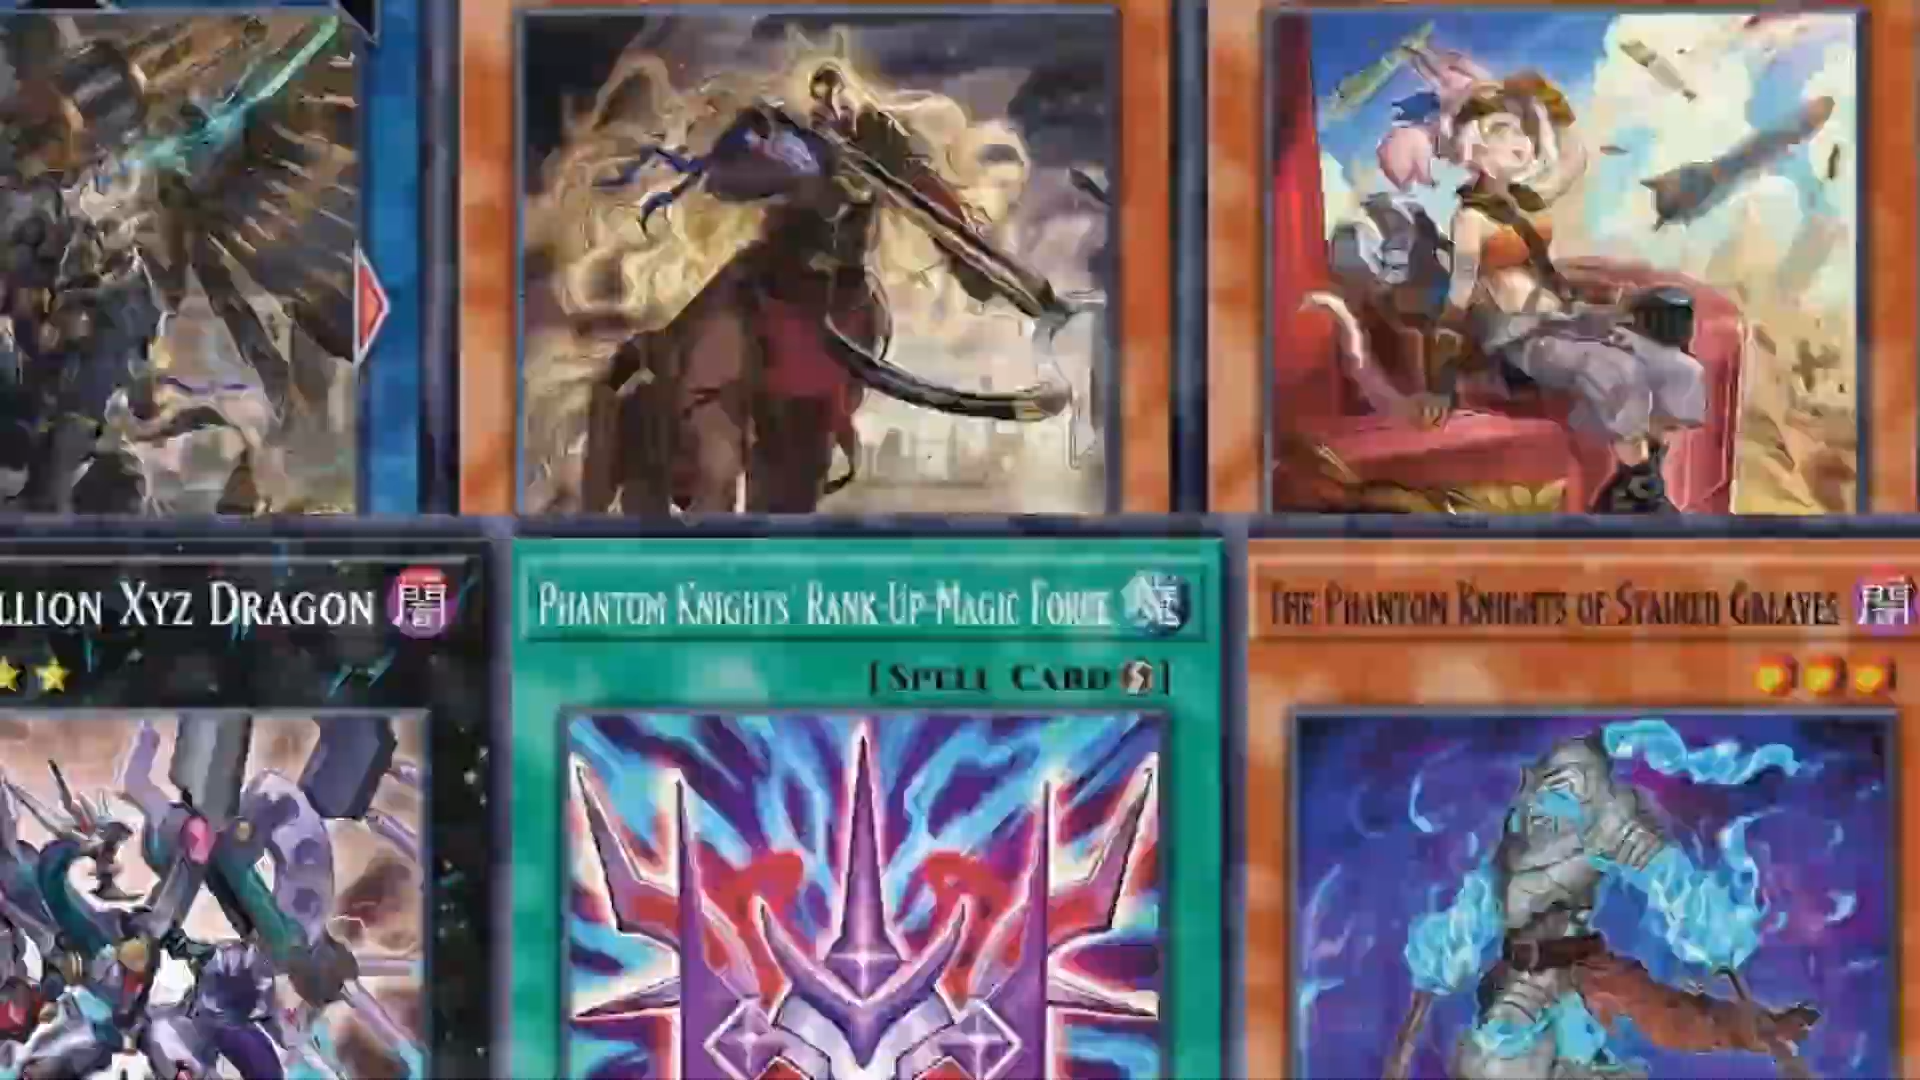 LLION XYZ DRAGON 闇
PHANTOM KNIGHTS' RANK-UP-MAGIC FORCE 魔
[SPELL CARD]
THE PHANTOM KNIGHTS OF STAINED GREAVES 闇